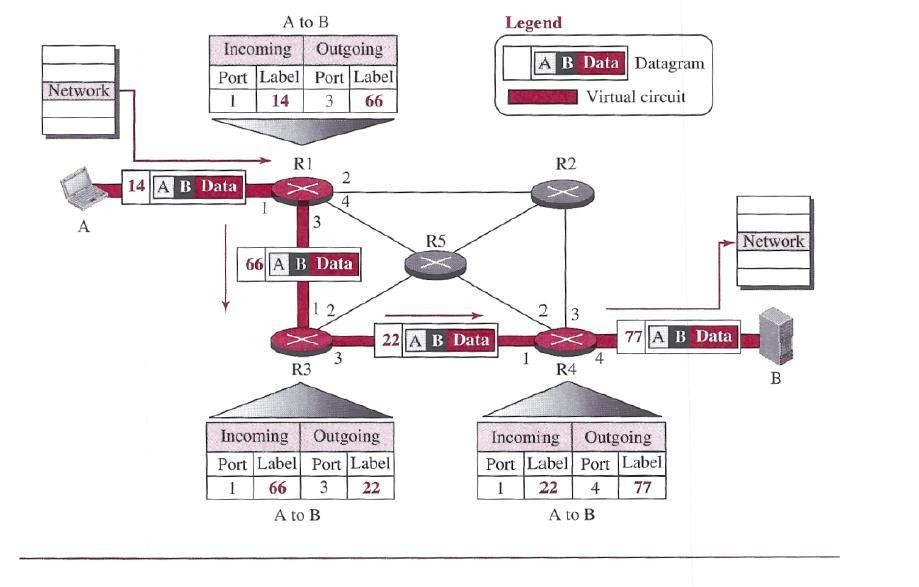 A to B
Incoming Outgoing
Port Label Port Label
1 14 3 66
Legend
A B Data Datagram
Virtual circuit
Network
R1
R2
14 A B Data
1
2
4
3
A
66 A B Data
R5
Network
1 2
3
R3
22 A B Data
2 3
1 4
R4
77 A B Data
B
Incoming Outgoing
Port Label Port Label
1 66 3 22
A to B
Incoming Outgoing
Port Label Port Label
1 22 4 77
A to B